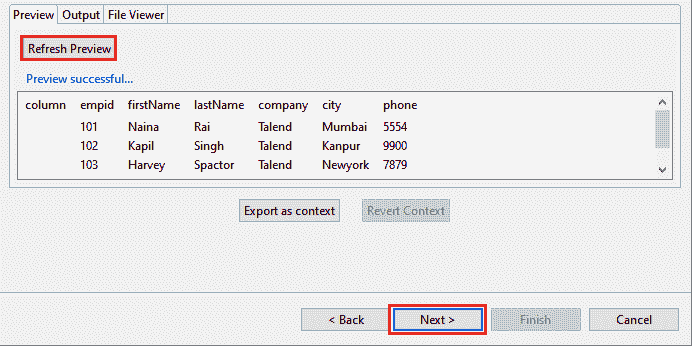 Preview Output File Viewer
Refresh Preview
Preview successful...
column empid firstName lastName company city phone
101 Naina Rai Talend Mumbai 5554
102 Kapil Singh Talend Kanpur 9900
103 Harvey Spactor Talend Newyork 7879
Export as context Revert Context
< Back Next > Finish Cancel